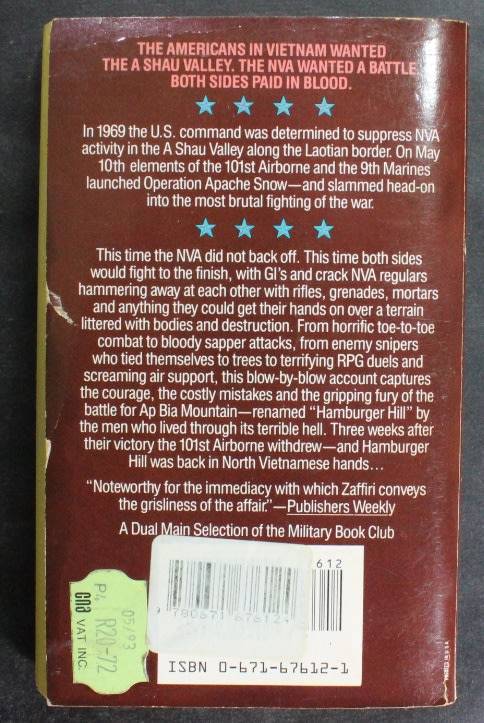 THE AMERICANS IN VIETNAM WANTED
THE A SHAU VALLEY. THE NVA WANTED A BATTLE.
BOTH SIDES PAID IN BLOOD.
In 1969 the U.S. command was determined to suppress NVA
activity in the A Shau Valley along the Laotian border. On May
10th elements of the 101st Airborne and the 9th Marines
launched Operation Apache Snow—and slammed head-on
into the most brutal fighting of the war.
This time the NVA did not back off. This time both sides
would fight to the finish, with GI's and crack NVA regulars
hammering away at each other with rifles, grenades, mortars
and anything they could get their hands on over a terrain
littered with bodies and destruction. From horrific toe-to-toe
combat to bloody sapper attacks, from enemy snipers
who tied themselves to trees to terrifying RPG duels and
screaming air support, this blow-by-blow account captures
the courage, the costly mistakes and the gripping fury of the
battle for Ap Bia Mountain—renamed “Hamburger Hill” by
the men who lived through its terrible hell. Three weeks after
their victory the 101st Airborne withdrew—and Hamburger
Hill was back in North Vietnamese hands...
“Noteworthy for the immediacy with which Zaffiri conveys
the grisliness of the affair.”—Publishers Weekly
A Dual Main Selection of the Military Book Club
612
9 780671 67612
ISBN 0-671-67612-1
05/93
P4 R20-72
cna VAT INC.